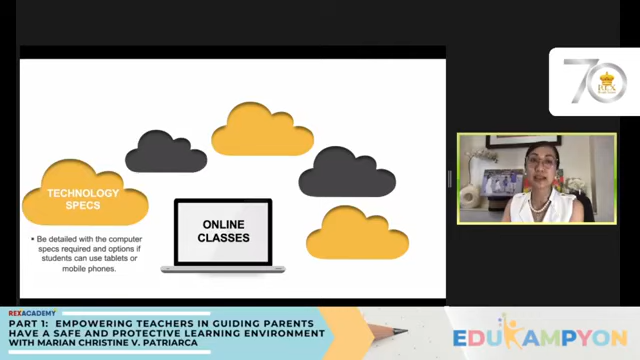 TECHNOLOGY
SPECS
▪ Be detailed with the computer
specs required and options if
students can use tablets or
mobile phones.
ONLINE
CLASSES
70
REX
REXACADEMY
PART 1: EMPOWERING TEACHERS IN GUIDING PARENTS
HAVE A SAFE AND PROTECTIVE LEARNING ENVIRONMENT
WITH MARIAN CHRISTINE V. PATRIARCA
EDUKAMPYON